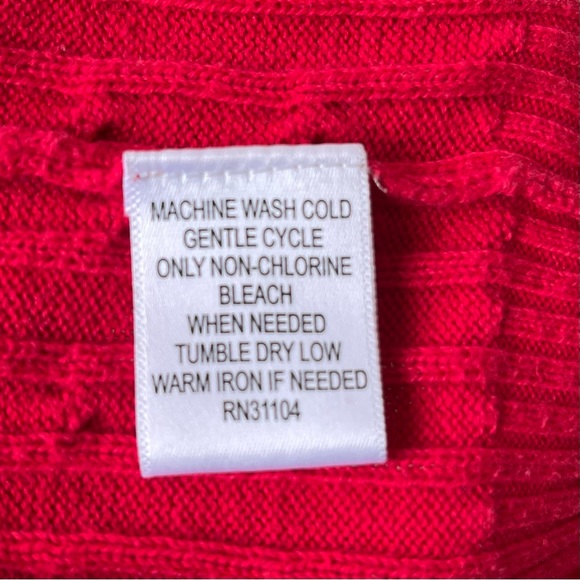 MACHINE WASH COLD
GENTLE CYCLE
ONLY NON-CHLORINE
BLEACH
WHEN NEEDED
TUMBLE DRY LOW
WARM IRON IF NEEDED
RN31104